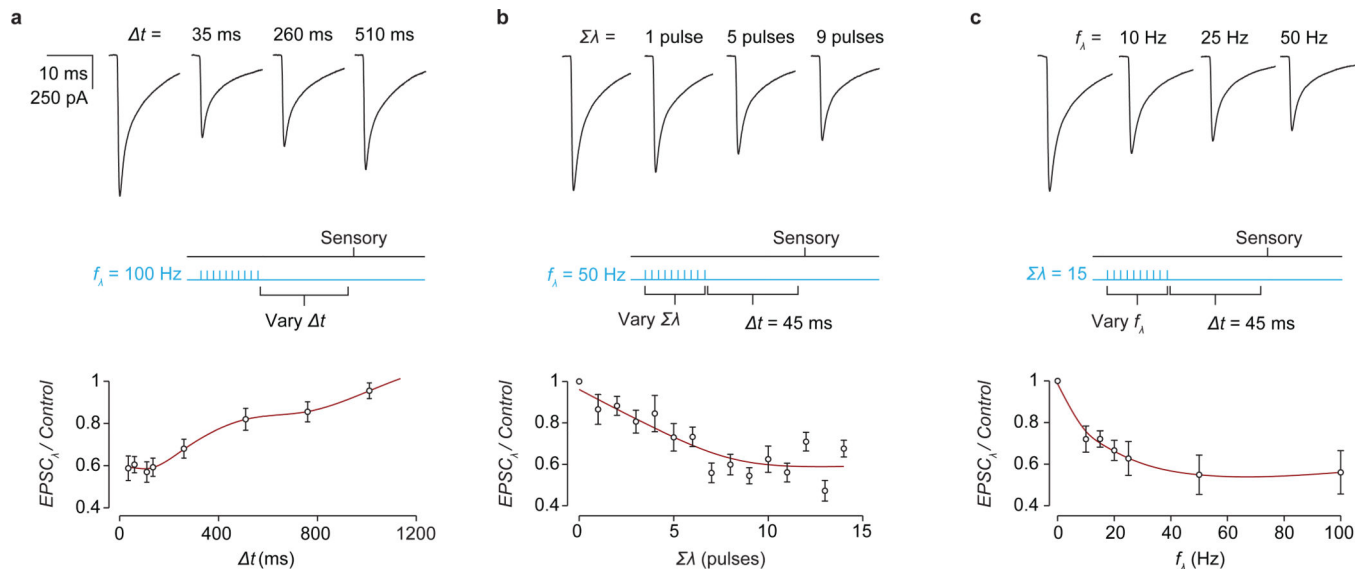 a
Δt = 35 ms 260 ms 510 ms
10 ms
250 pA
Sensory
f_λ = 100 Hz
Vary Δt
EPSC_λ / Control
1
0.8
0.6
0.4
0 400 800 1200
Δt (ms)
b
Σλ = 1 pulse 5 pulses 9 pulses
Sensory
f_λ = 50 Hz
Vary Σλ Δt = 45 ms
EPSC_λ / Control
1
0.8
0.6
0.4
0 5 10 15
Σλ (pulses)
c
f_λ = 10 Hz 25 Hz 50 Hz
Sensory
Σλ = 15
Vary f_λ Δt = 45 ms
EPSC_λ / Control
1
0.8
0.6
0.4
0 20 40 60 80 100
f_λ (Hz)